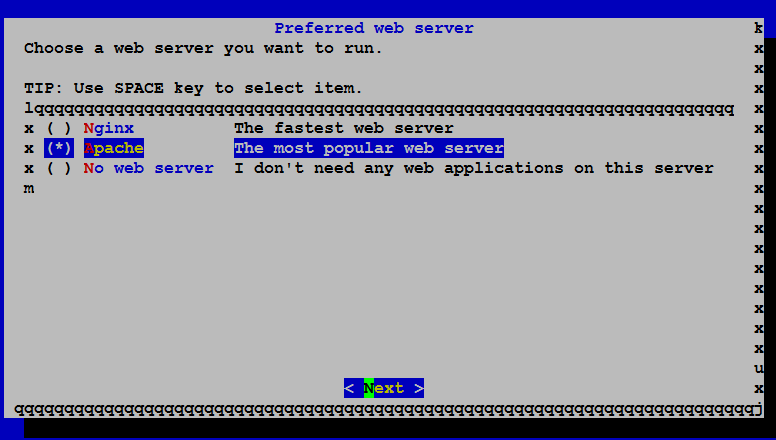 Preferred web server k
Choose a web server you want to run. x
x
TIP: Use SPACE key to select item. x
lqqqqqqqqqqqqqqqqqqqqqqqqqqqqqqqqqqqqqqqqqqqqqqqqqqqqqqqqqqqqqqqqqqqqqq x
x ( ) Nginx The fastest web server x
x (*) Apache The most popular web server x
x ( ) No web server I don't need any web applications on this server x
m x
x
x
x
x
x
x
x
x
u
< Next > x
qqqqqqqqqqqqqqqqqqqqqqqqqqqqqqqqqqqqqqqqqqqqqqqqqqqqqqqqqqqqqqqqqqqqqqqqqqj